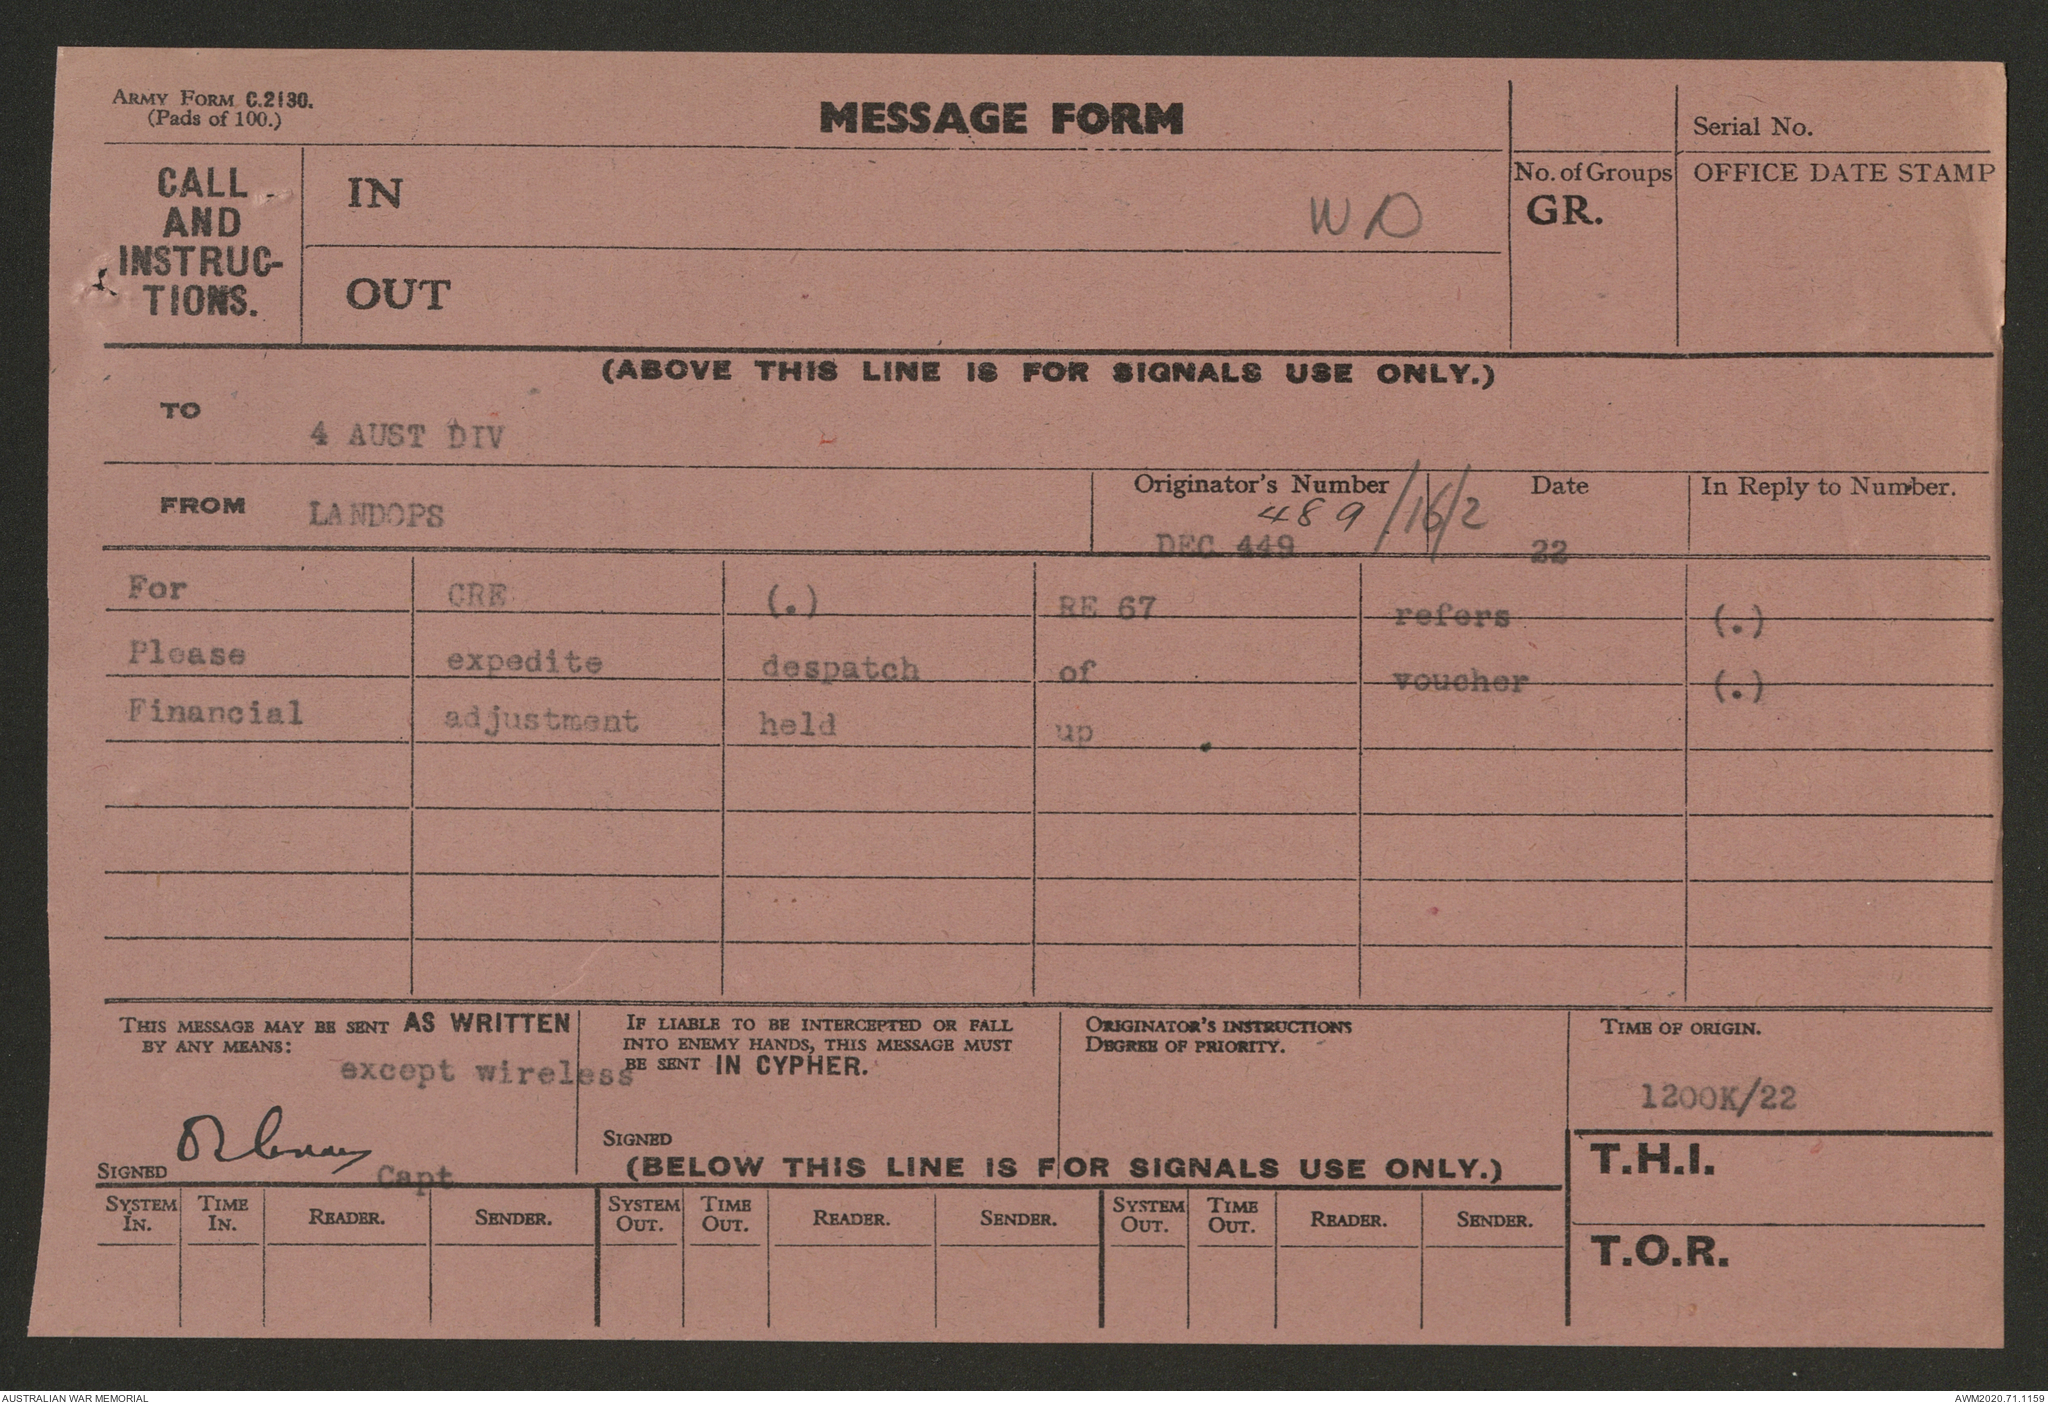 ARMY FORM C.2130.
(Pads of 100.)
MESSAGE FORM
Serial No.
CALL AND INSTRUC-TIONS.
IN
W D
No. of Groups
GR.
OFFICE DATE STAMP
OUT
(ABOVE THIS LINE IS FOR SIGNALS USE ONLY.)
TO
4 AUST DIV
FROM LANDOPS
Originator's Number
489/16/2
DEC 449
Date
22
In Reply to Number.
For CRE (.) RE 67 refers (.)
Please expedite despatch of voucher (.)
Financial adjustment held up
THIS MESSAGE MAY BE SENT AS WRITTEN
BY ANY MEANS:
except wireless
SIGNED
Capt
IF LIABLE TO BE INTERCEPTED OR FALL
INTO ENEMY HANDS, THIS MESSAGE MUST
BE SENT IN CYPHER.
SIGNED
ORIGINATOR'S INSTRUCTIONS
DEGREE OF PRIORITY.
TIME OF ORIGIN.
1200K/22
(BELOW THIS LINE IS FOR SIGNALS USE ONLY.)
T.H.I.
SYSTEM IN. TIME IN. READER. SENDER. SYSTEM OUT. TIME OUT. READER. SENDER. SYSTEM OUT. TIME OUT. READER. SENDER.
T.O.R.
AUSTRALIAN WAR MEMORIAL
AWM2020.71.1159